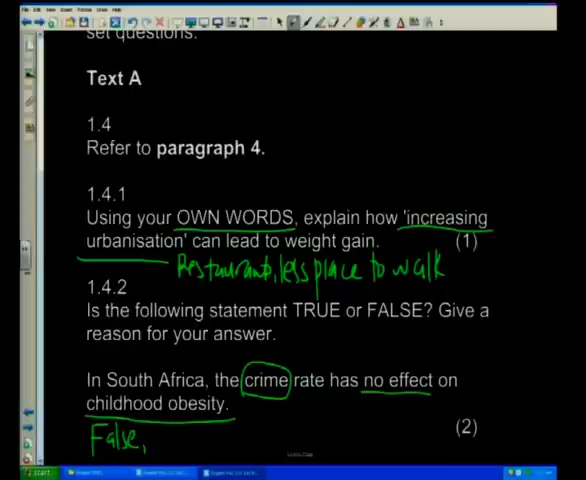 set questions.
Text A
1.4
Refer to paragraph 4.
1.4.1
Using your OWN WORDS, explain how 'increasing
urbanisation' can lead to weight gain. (1)
Restaurants, less place to walk
1.4.2
Is the following statement TRUE or FALSE? Give a
reason for your answer.
In South Africa, the crime rate has no effect on
childhood obesity.
(2)
False,
start